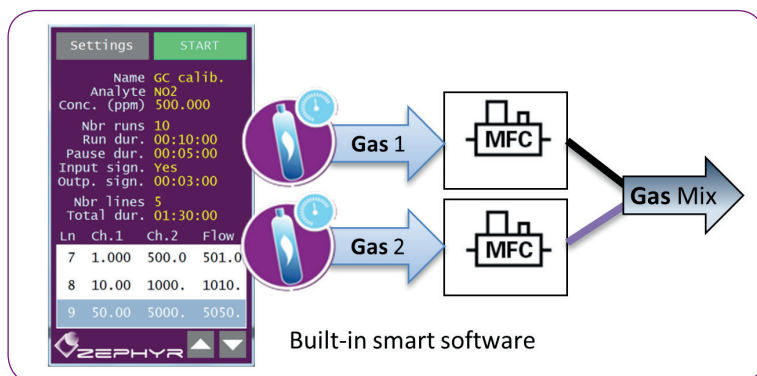 Settings START
Name GC calib.
Analyte NO2
Conc. (ppm) 500.000
Nbr runs 10
Run dur. 00:10:00
Pause dur. 00:05:00
Input sign. Yes
Outp. sign. 00:03:00
Nbr lines 5
Total dur. 01:30:00
Ln Ch.1 Ch.2 Flow
7 1.000 500.0 501.0
8 10.00 1000. 1010.
9 50.00 5000. 5050.
ZEPHYR
Gas 1
MFC
Gas 2
MFC
Gas Mix
Built-in smart software